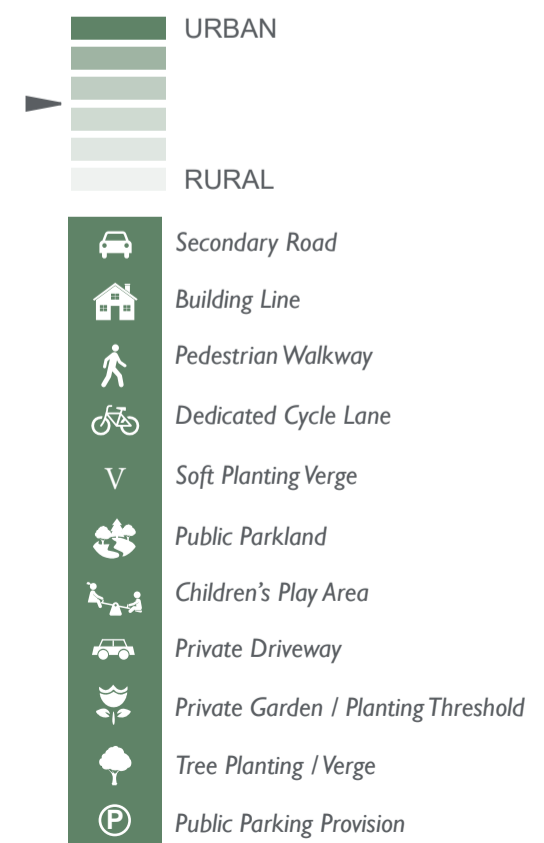 URBAN
RURAL
Secondary Road
Building Line
Pedestrian Walkway
Dedicated Cycle Lane
V Soft Planting Verge
Public Parkland
Children's Play Area
Private Driveway
Private Garden / Planting Threshold
Tree Planting / Verge
P Public Parking Provision